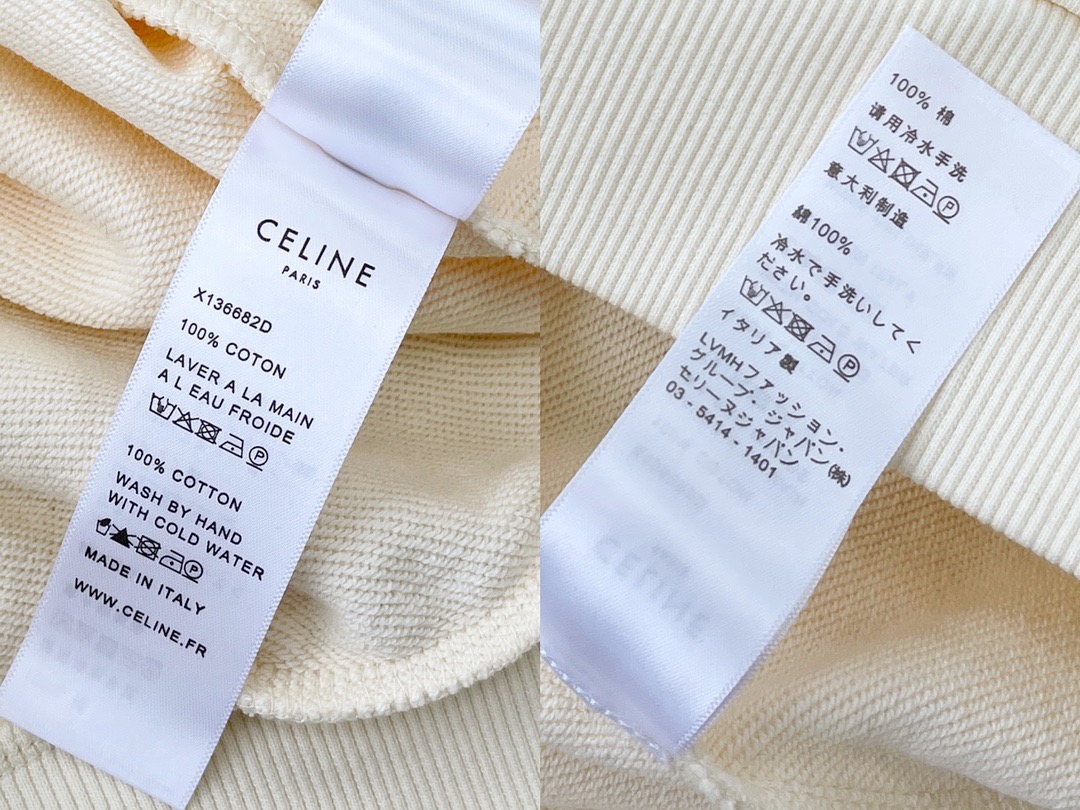 CELINE
PARIS
X136682D
100% COTON
LAVER A LA MAIN
A L EAU FROIDE
100% COTTON
WASH BY HAND
WITH COLD WATER
MADE IN ITALY
WWW.CELINE.FR
100% 棉
请用冷水手洗
P
意大利制造
綿100%
冷水で手洗いしてく
ださい。
P
イタリア製
LVMHファッション・
グループ・ジャパン(株)
セリーヌジャパン
03-5414-1401